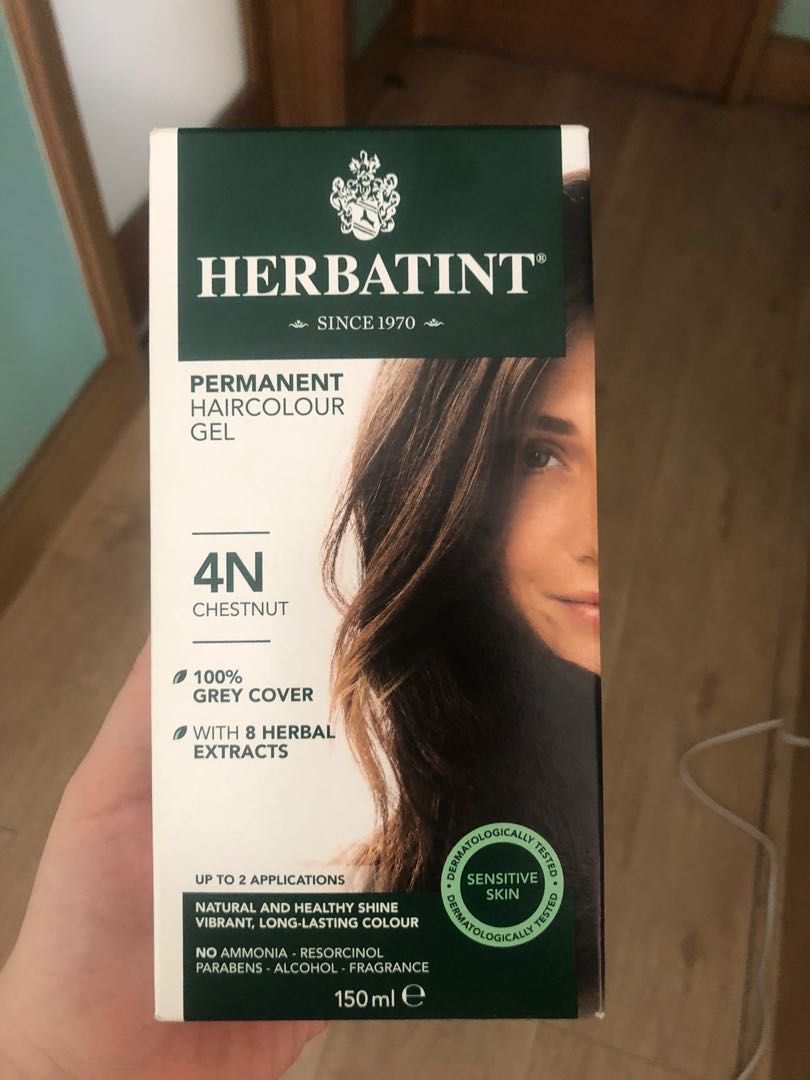 HERBATINT®
SINCE 1970
PERMANENT
HAIRCOLOUR
GEL
4N
CHESTNUT
100%
GREY COVER
WITH 8 HERBAL
EXTRACTS
UP TO 2 APPLICATIONS
NATURAL AND HEALTHY SHINE
VIBRANT, LONG-LASTING COLOUR
NO AMMONIA - RESORCINOL
PARABENS - ALCOHOL - FRAGRANCE
150 ml ℮
DERMATOLOGICALLY TESTED
SENSITIVE
SKIN
DERMATOLOGICALLY TESTED